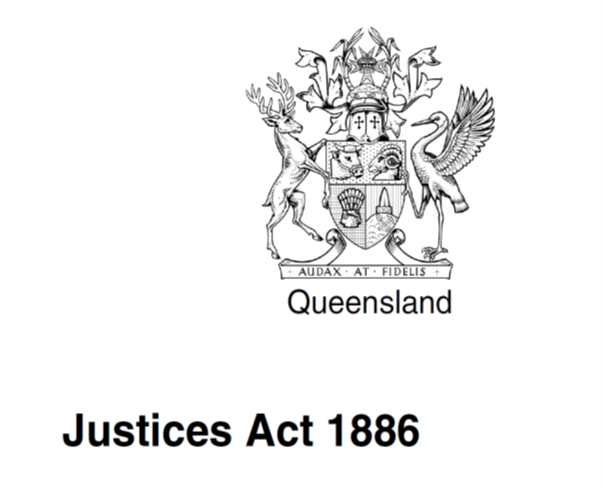 AUDAX · AT · FIDELIS
Queensland
Justices Act 1886